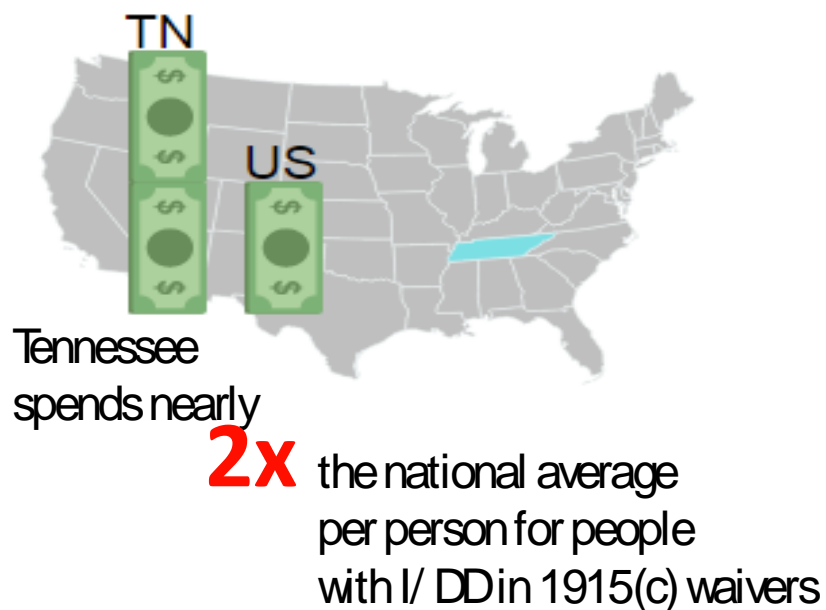 TN
US
Tennessee
spends nearly
2x
the national average
per person for people
with I/ DD in 1915(c) waivers